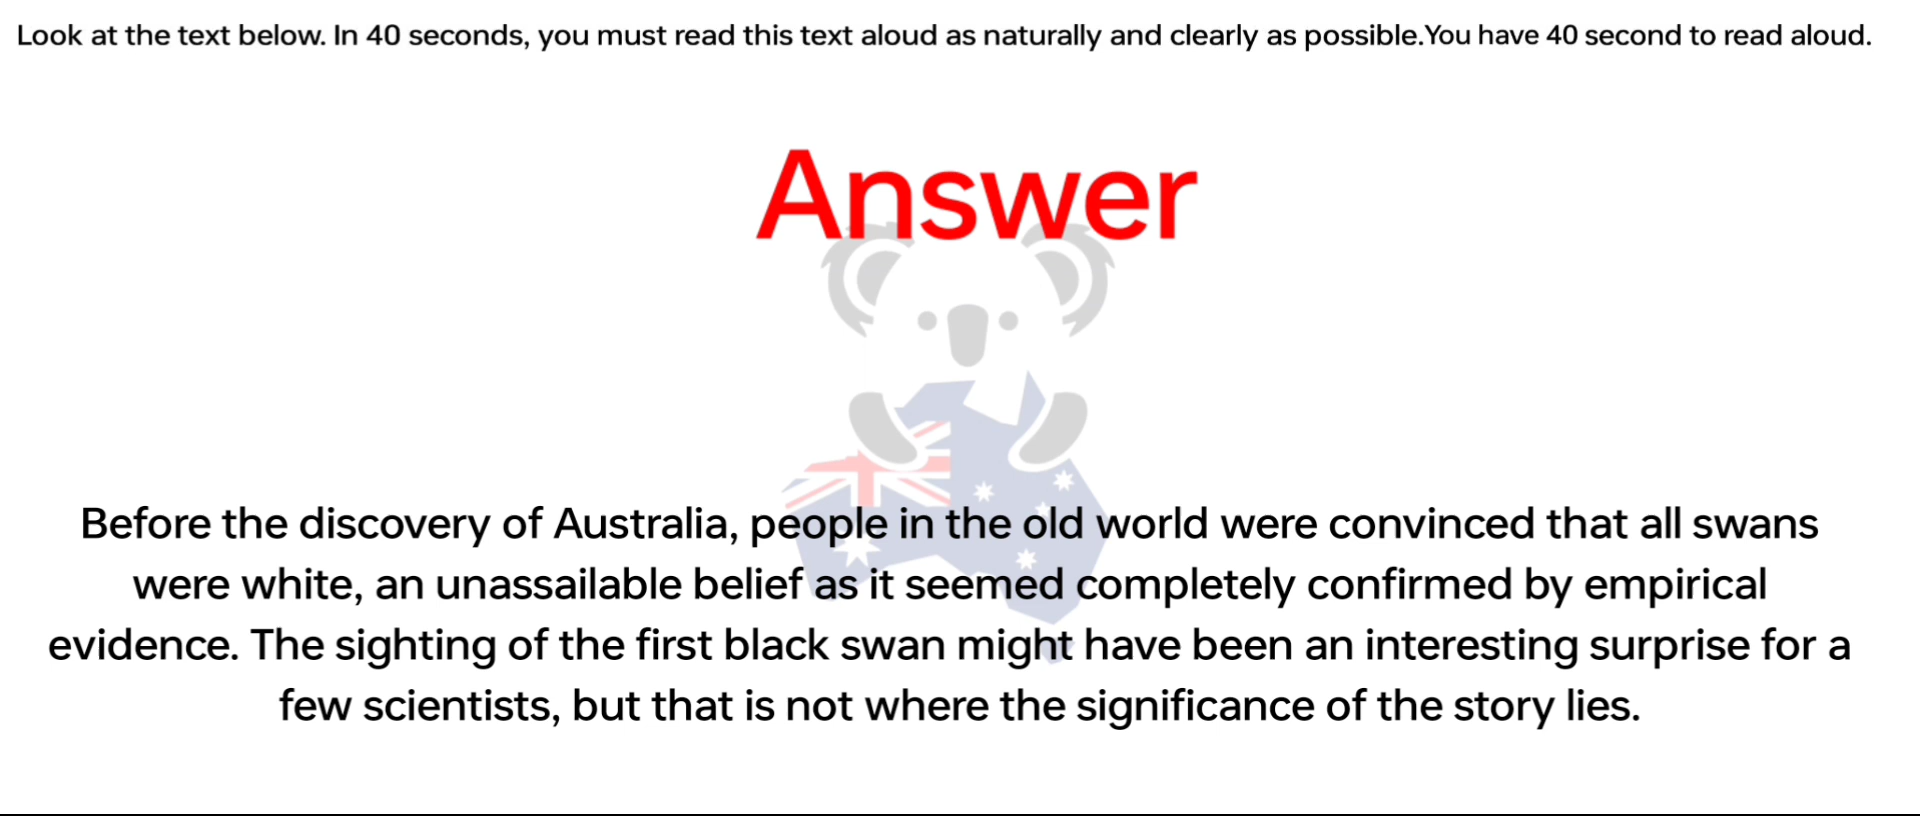 Look at the text below. In 40 seconds, you must read this text aloud as naturally and clearly as possible.You have 40 second to read aloud.
Answer
Before the discovery of Australia, people in the old world were convinced that all swans
were white, an unassailable belief as it seemed completely confirmed by empirical
evidence. The sighting of the first black swan might have been an interesting surprise for a
few scientists, but that is not where the significance of the story lies.